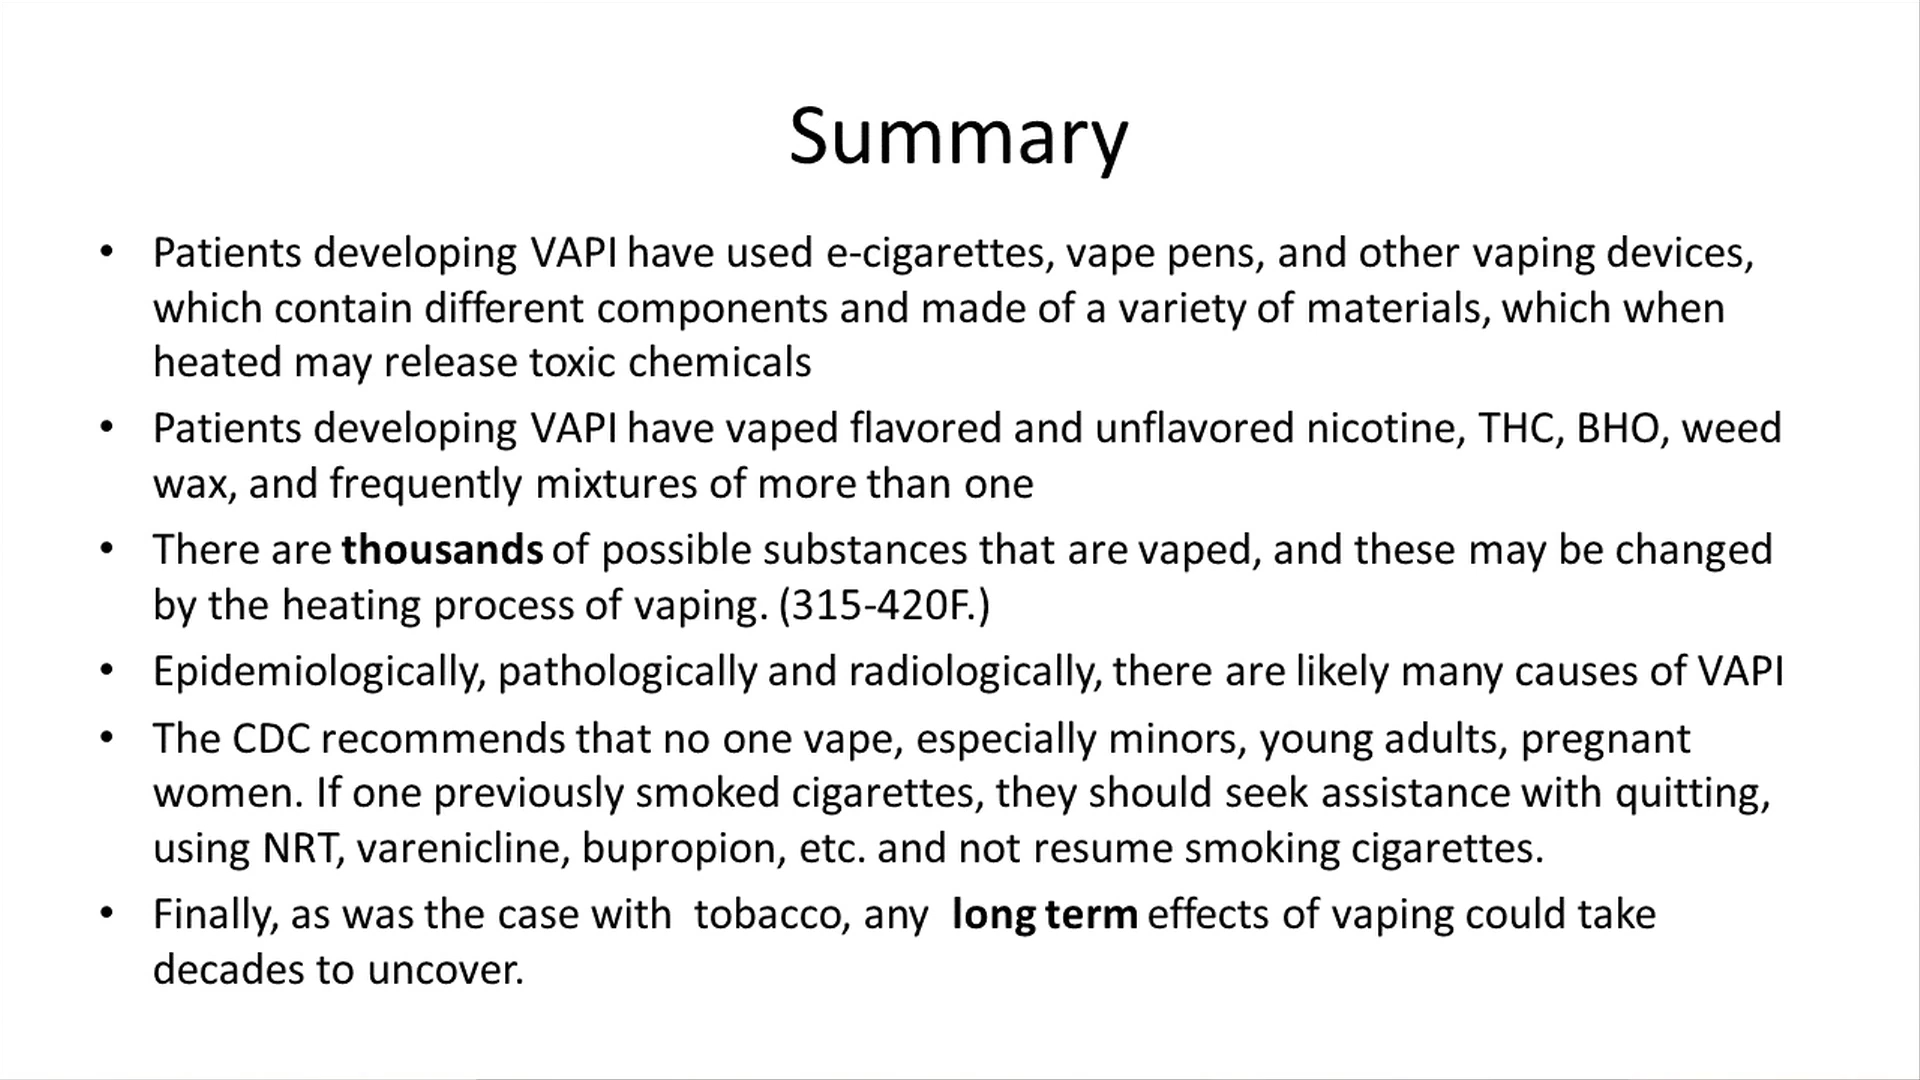 Summary
• Patients developing VAPI have used e-cigarettes, vape pens, and other vaping devices,
which contain different components and made of a variety of materials, which when
heated may release toxic chemicals
• Patients developing VAPI have vaped flavored and unflavored nicotine, THC, BHO, weed
wax, and frequently mixtures of more than one
• There are thousands of possible substances that are vaped, and these may be changed
by the heating process of vaping. (315-420F.)
• Epidemiologically, pathologically and radiologically, there are likely many causes of VAPI
• The CDC recommends that no one vape, especially minors, young adults, pregnant
women. If one previously smoked cigarettes, they should seek assistance with quitting,
using NRT, varenicline, bupropion, etc. and not resume smoking cigarettes.
• Finally, as was the case with  tobacco, any  long term effects of vaping could take
decades to uncover.